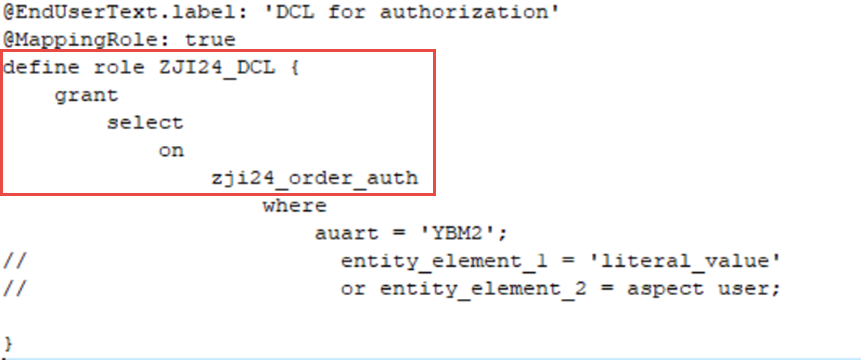 @EndUserText.label: 'DCL for authorization'
@MappingRole: true
define role ZJI24_DCL {
    grant
        select
            on
                zji24_order_auth
                    where
                        auart = 'YBM2';
//                        entity_element_1 = 'literal_value'
//                        or entity_element_2 = aspect user;
}